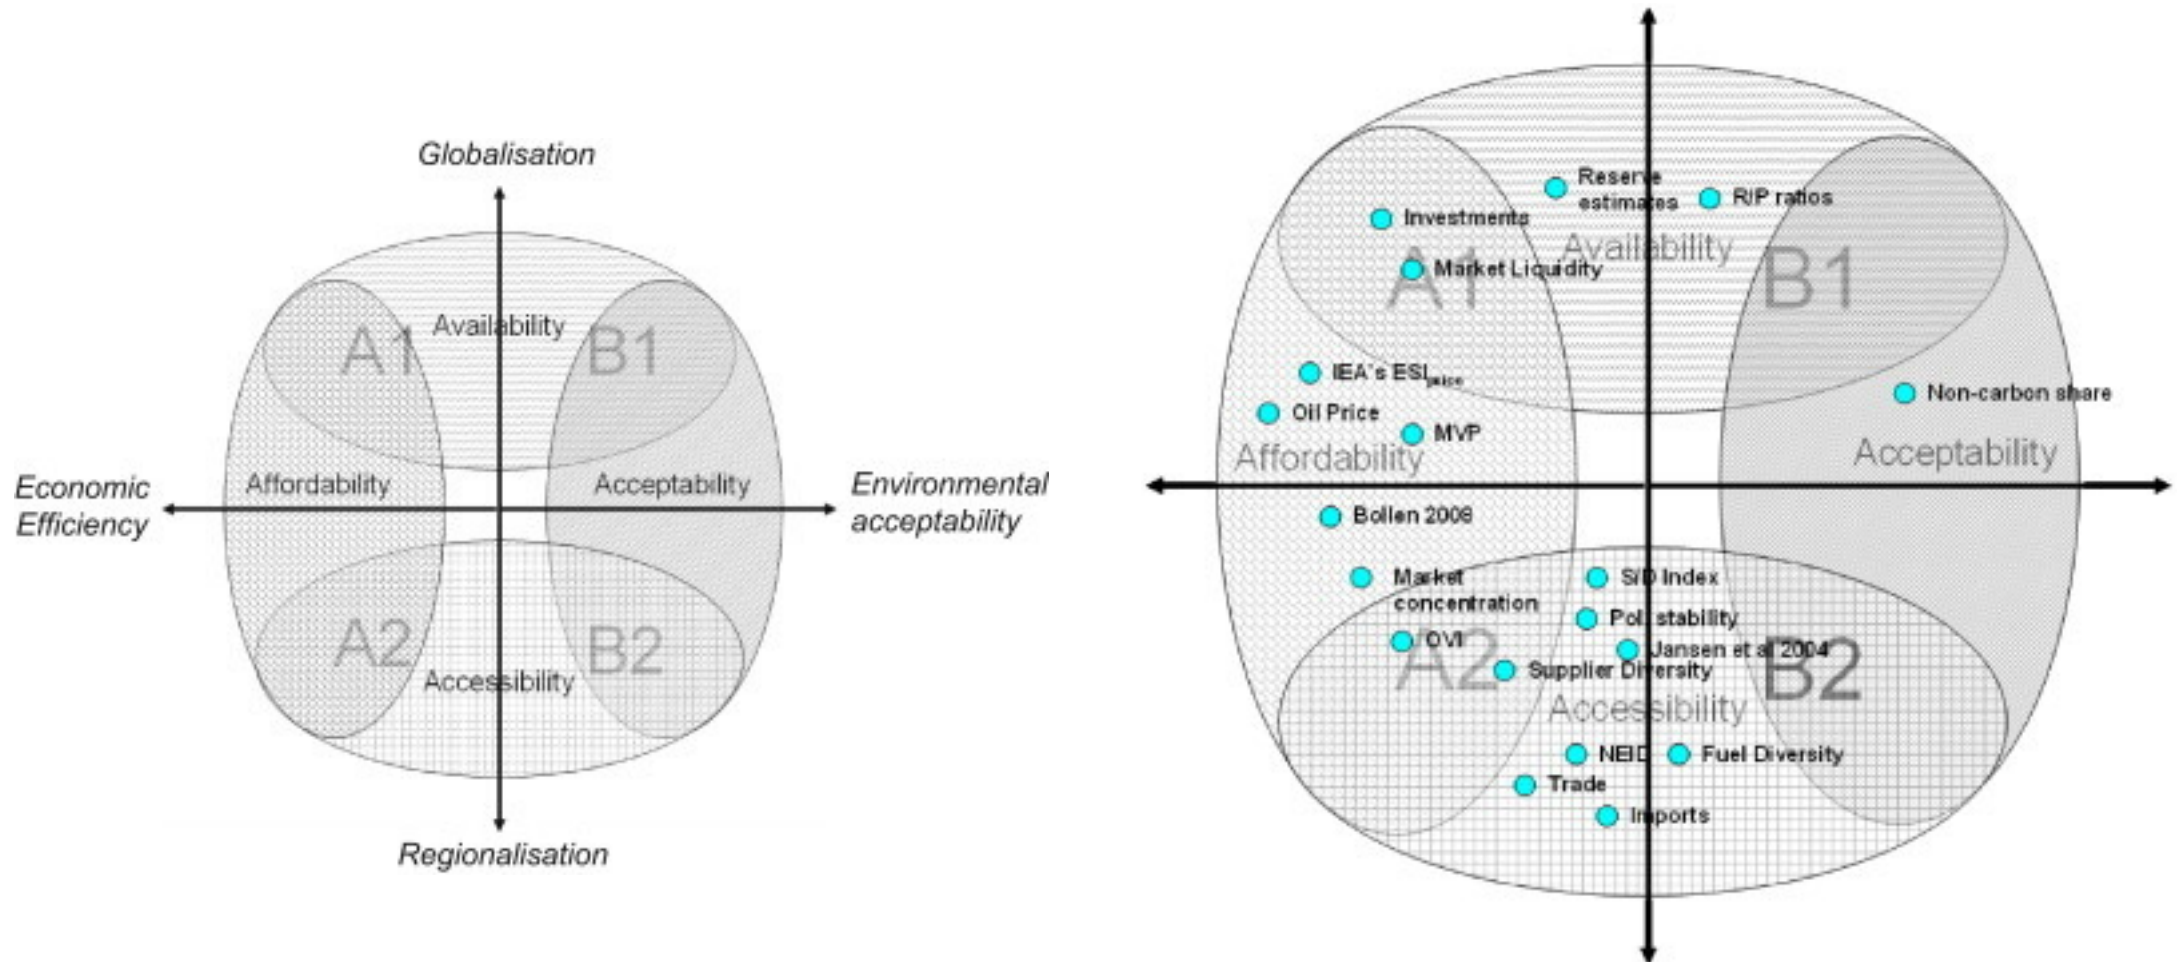 Globalisation
Availability
A1
B1
Economic
Efficiency
Affordability
Acceptability
Environmental
acceptability
A2
B2
Accessibility
Regionalisation
Reserve
estimates
R/P ratios
Investments
Availability
A1
Market Liquidity
B1
IEA's ESIprice
Non-carbon share
Oil Price
MVP
Affordability
Acceptability
Bollen 2008
Market
concentration
S/D Index
Pol. stability
OVI
A2
Jansen et al 2004
B2
Supplier Diversity
Accessibility
NEID
Fuel Diversity
Trade
Imports